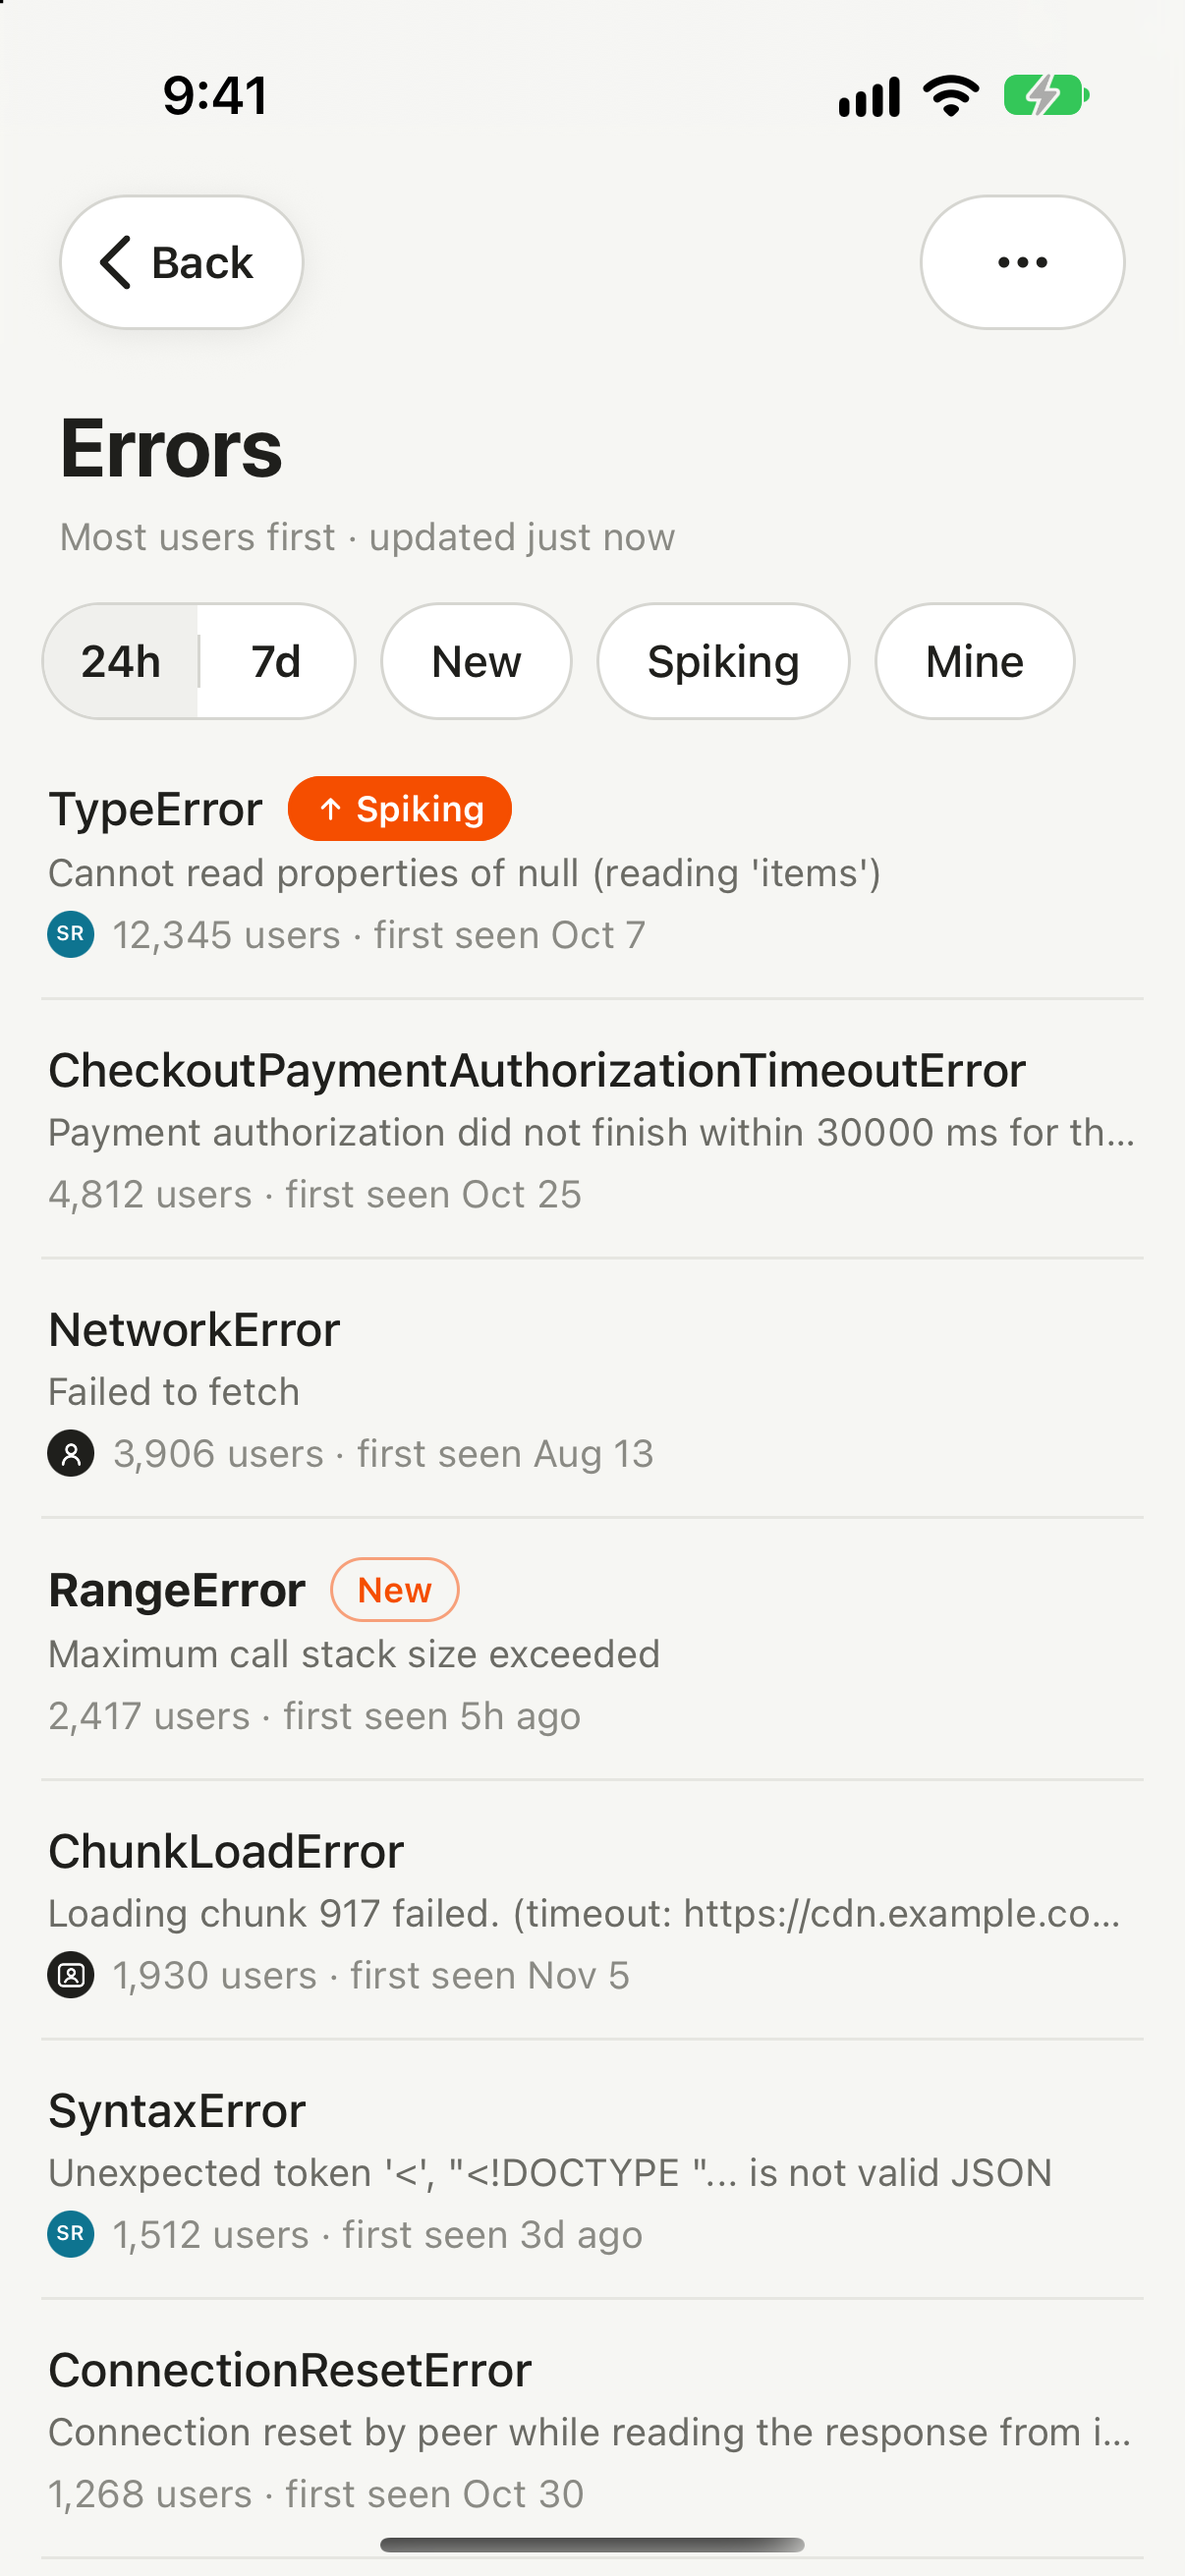 9:41
Back
Errors
Most users first · updated just now
24h 7d New Spiking Mine
TypeError ↑ Spiking
Cannot read properties of null (reading 'items')
SR 12,345 users · first seen Oct 7
CheckoutPaymentAuthorizationTimeoutError
Payment authorization did not finish within 30000 ms for th...
4,812 users · first seen Oct 25
NetworkError
Failed to fetch
3,906 users · first seen Aug 13
RangeError New
Maximum call stack size exceeded
2,417 users · first seen 5h ago
ChunkLoadError
Loading chunk 917 failed. (timeout: https://cdn.example.co...
1,930 users · first seen Nov 5
SyntaxError
Unexpected token '<', "<!DOCTYPE "... is not valid JSON
SR 1,512 users · first seen 3d ago
ConnectionResetError
Connection reset by peer while reading the response from i...
1,268 users · first seen Oct 30